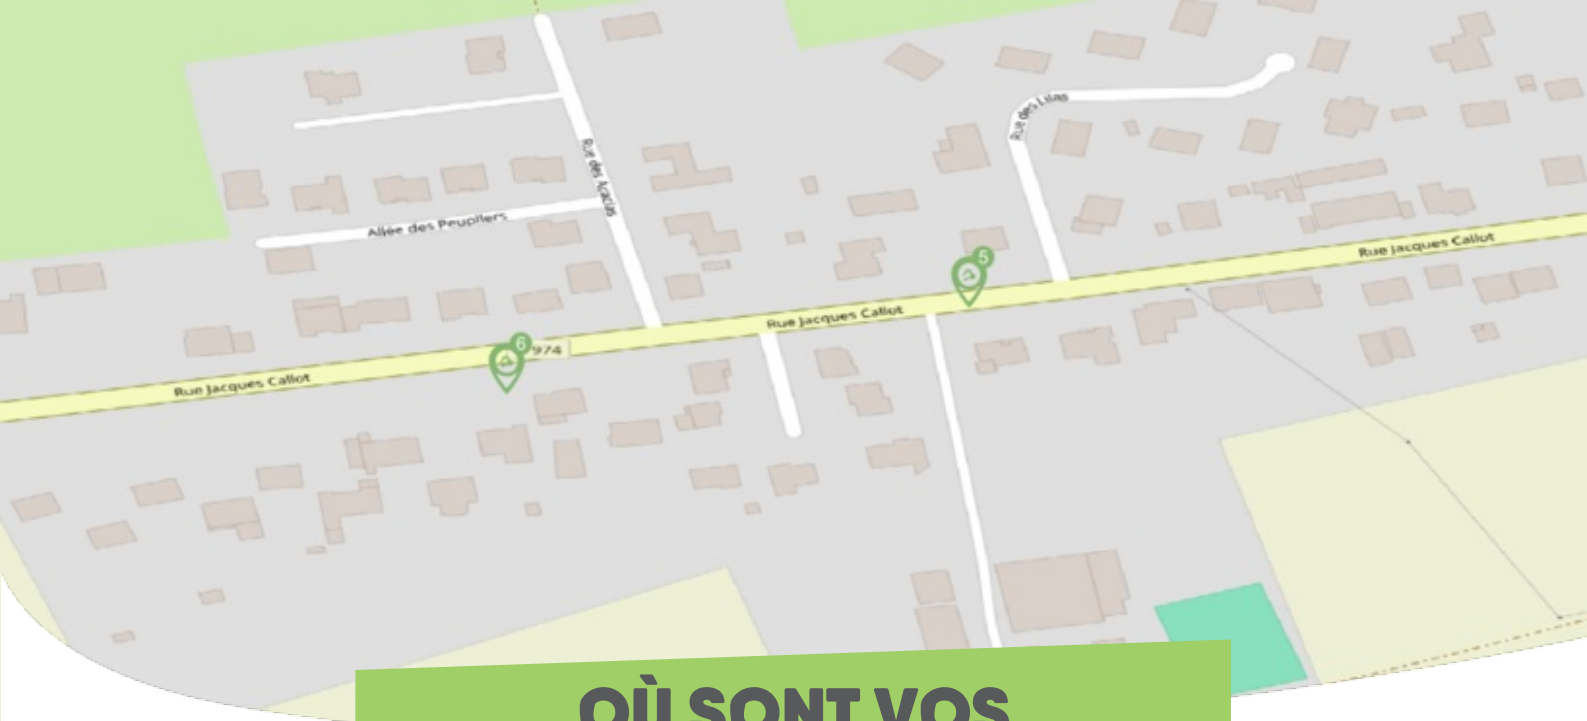 Rue des Lilas
Rue des Acacias
Allée des Peupliers
Rue Jacques Callot
5
Rue Jacques Callot
6
974
Rue Jacques Callot
OÙ SONT VOS